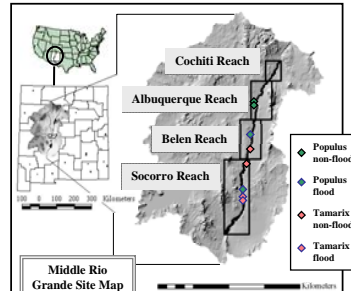 Cochiti Reach
Albuquerque Reach
Belen Reach
Socorro Reach
Populus
non-flood
Populus
flood
Tamarix
non-flood
Tamarix
flood
100 0 100 200 Kilometers
Middle Rio
Grande Site Map
Kilometers